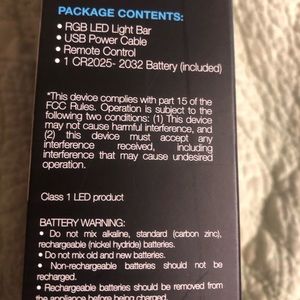 PACKAGE CONTENTS:
• RGB LED Light Bar
• USB Power Cable
• Remote Control
• 1 CR2025- 2032 Battery (included)
*This device complies with part 15 of the
FCC Rules. Operation is subject to the
following two conditions: (1) This device
may not cause harmful interference, and
(2) this device must accept any
interference received, including
interference that may cause undesired
operation.
Class 1 LED product
BATTERY WARNING:
• Do not mix alkaline, standard (carbon zinc),
rechargeable (nickel hydride) batteries.
• Do not mix old and new batteries.
• Non-rechargeable batteries should not be
recharged.
• Rechargeable batteries should be removed from
the appliance before being charged.